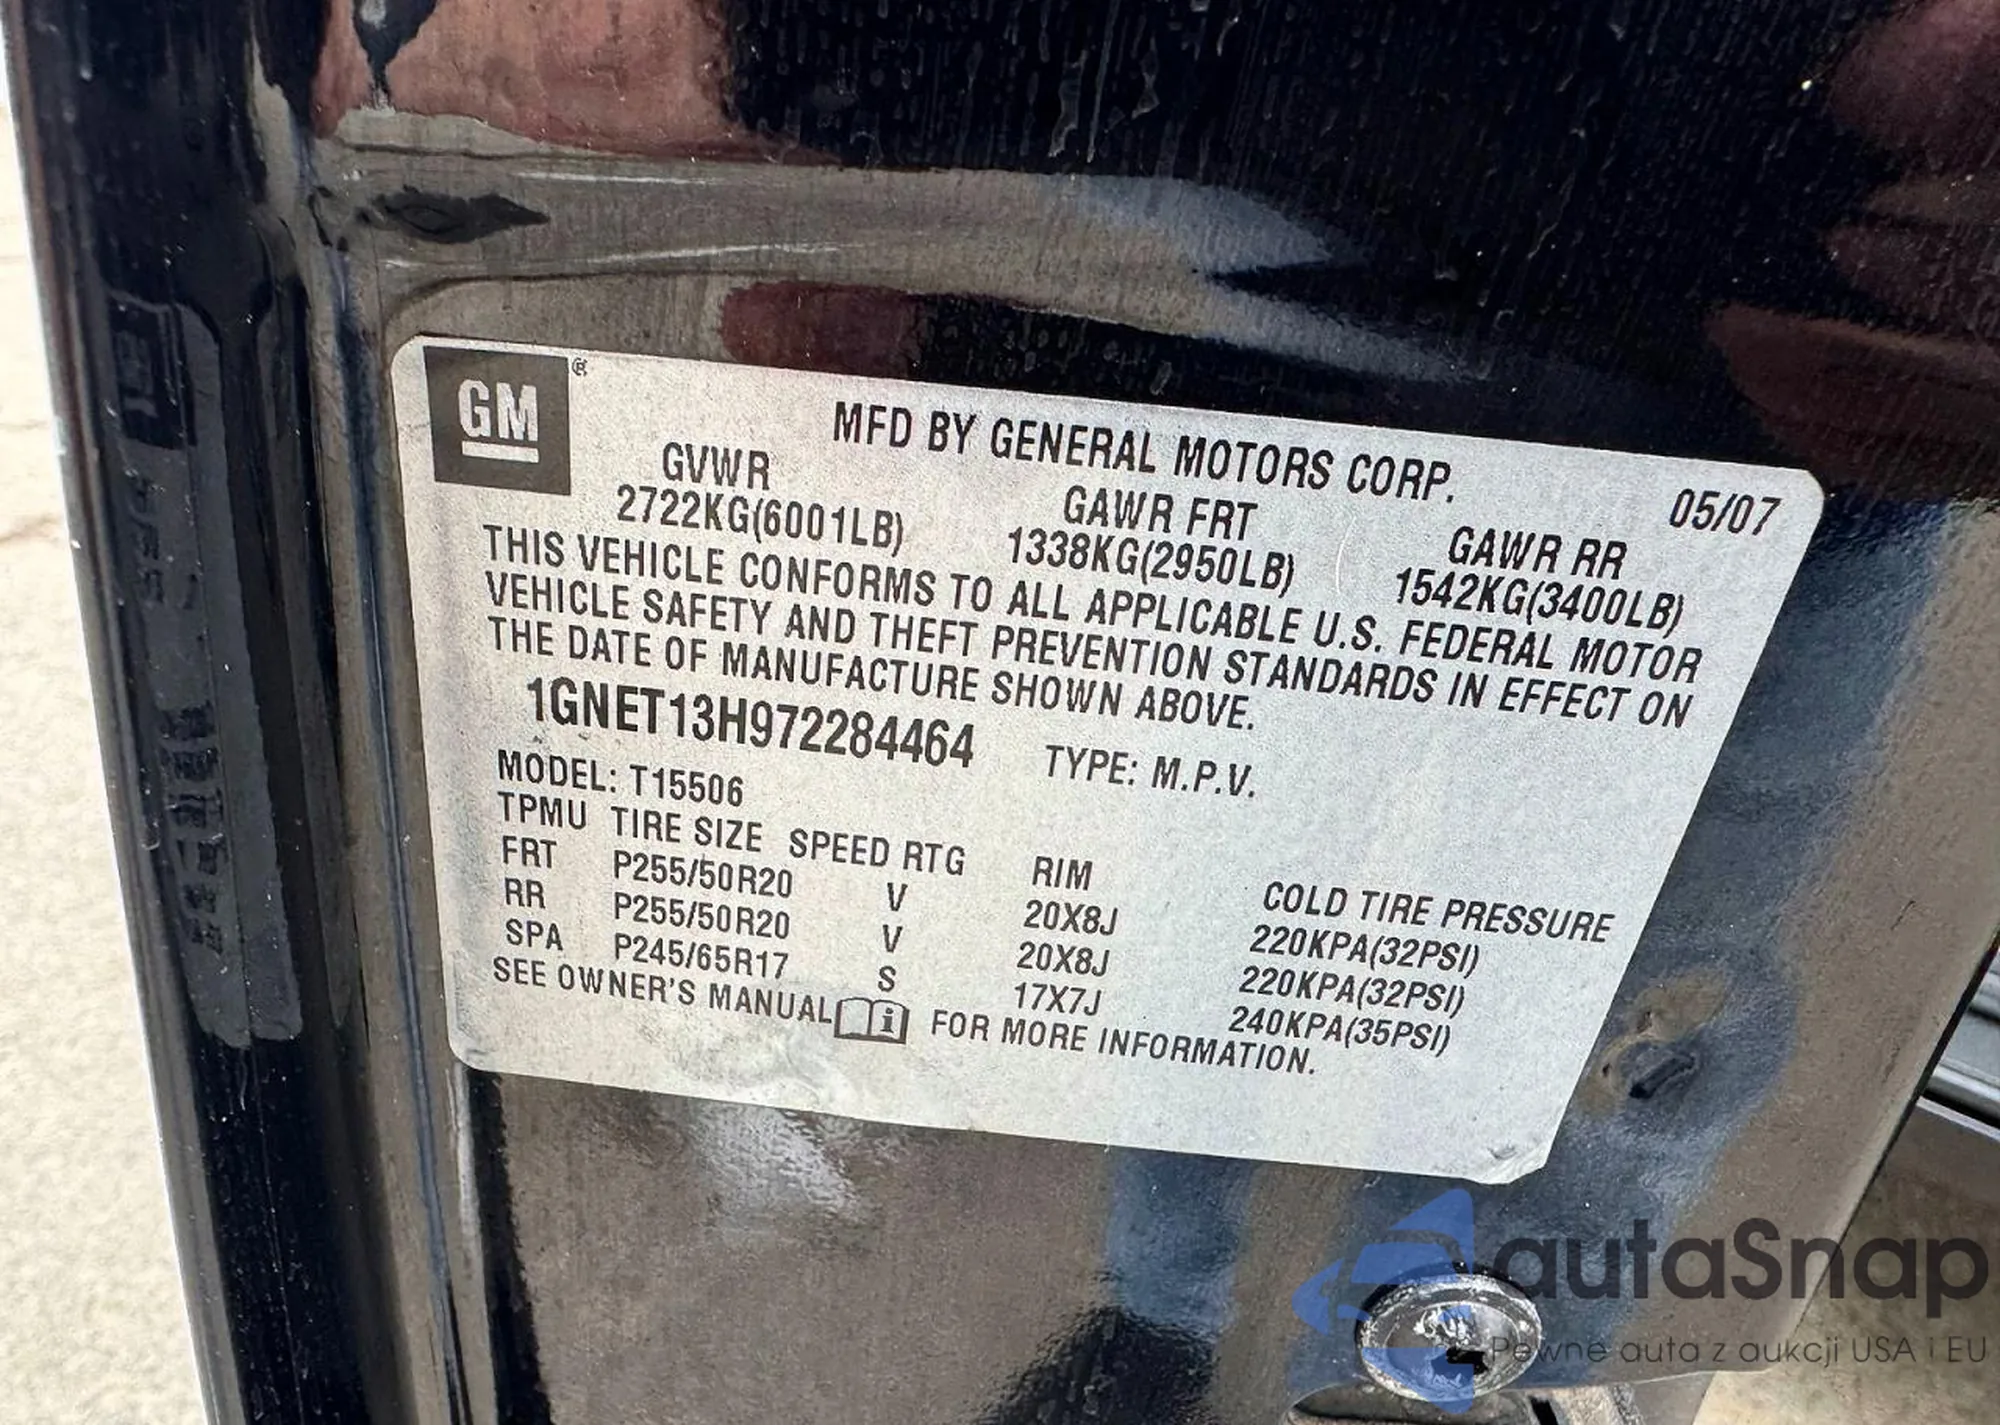 GM ®
MFD BY GENERAL MOTORS CORP.
05/07
GVWR
GAWR FRT
GAWR RR
2722KG(6001LB)
1338KG(2950LB)
1542KG(3400LB)
THIS VEHICLE CONFORMS TO ALL APPLICABLE U.S. FEDERAL MOTOR
VEHICLE SAFETY AND THEFT PREVENTION STANDARDS IN EFFECT ON
THE DATE OF MANUFACTURE SHOWN ABOVE.
1GNET13H972284464 TYPE: M.P.V.
MODEL: T15506
TPMU TIRE SIZE SPEED RTG RIM COLD TIRE PRESSURE
FRT P255/50R20 V 20X8J 220KPA(32PSI)
RR P255/50R20 V 20X8J 220KPA(32PSI)
SPA P245/65R17 S 17X7J 240KPA(35PSI)
SEE OWNER'S MANUAL i FOR MORE INFORMATION.
autaSnap
Pewne auta z aukcji USA i EU